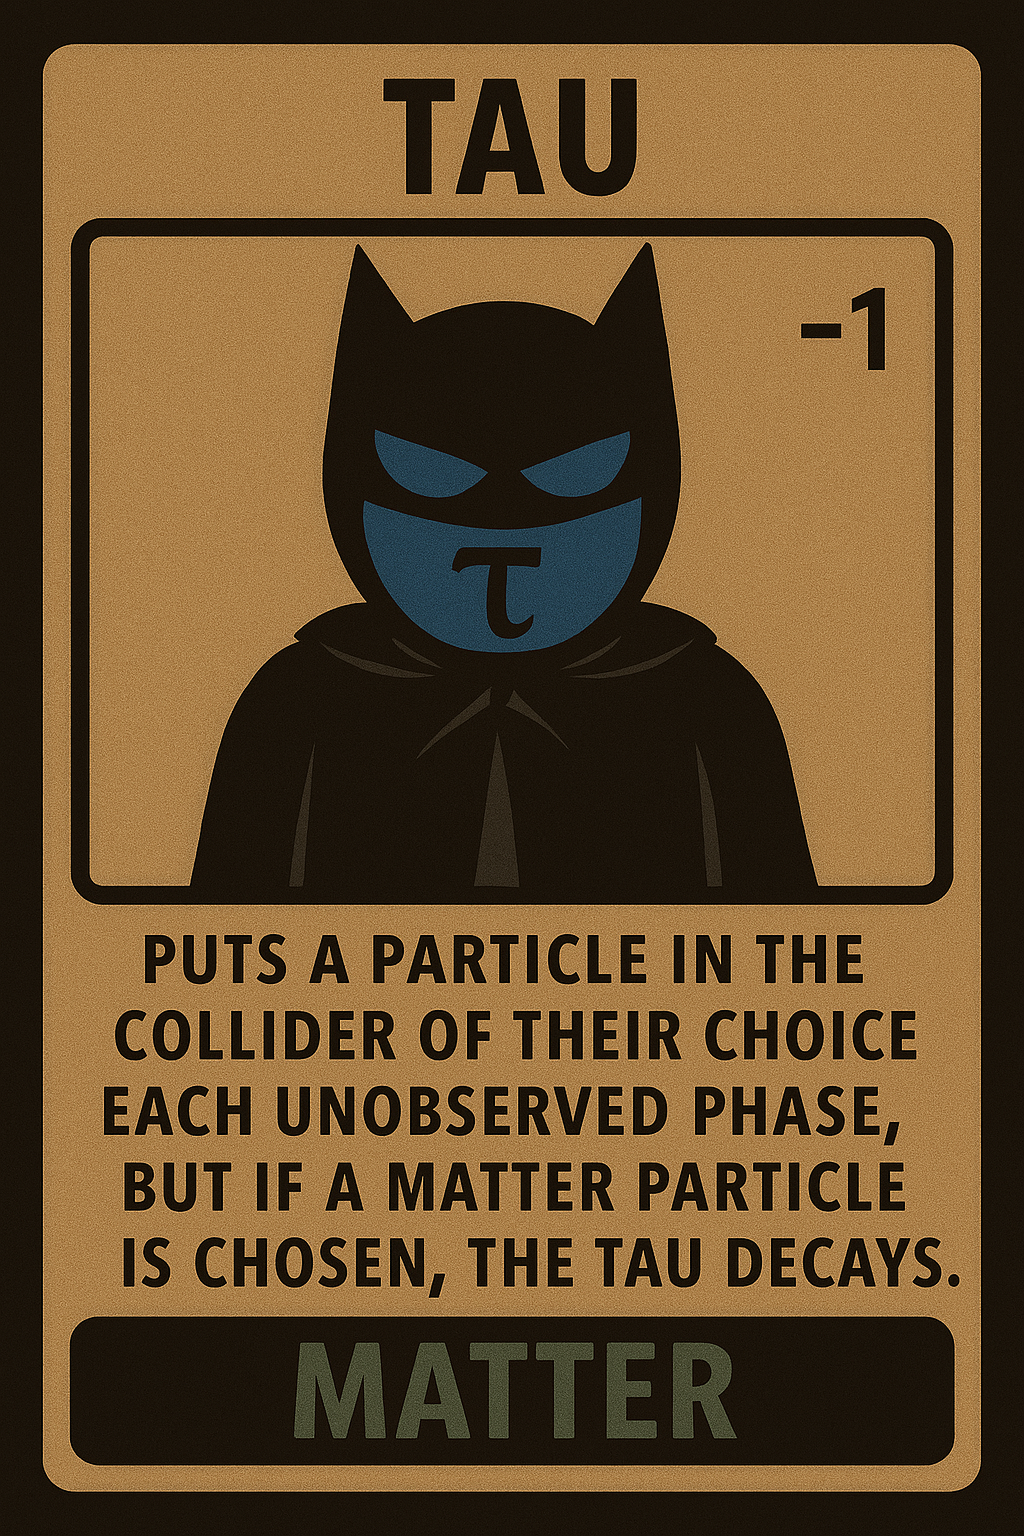 TAU
-1
τ
PUTS A PARTICLE IN THE
COLLIDER OF THEIR CHOICE
EACH UNOBSERVED PHASE,
BUT IF A MATTER PARTICLE
IS CHOSEN, THE TAU DECAYS.
MATTER